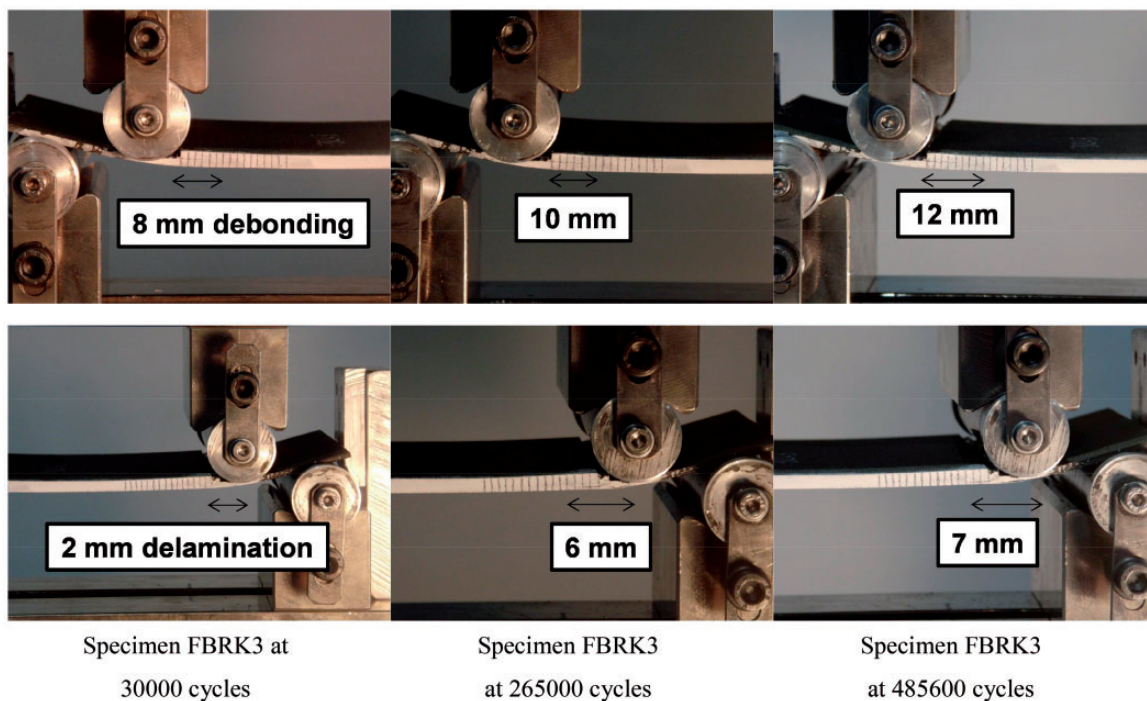 8 mm debonding
10 mm
12 mm
2 mm delamination
6 mm
7 mm
Specimen FBRK3 at
30000 cycles
Specimen FBRK3
at 265000 cycles
Specimen FBRK3
at 485600 cycles